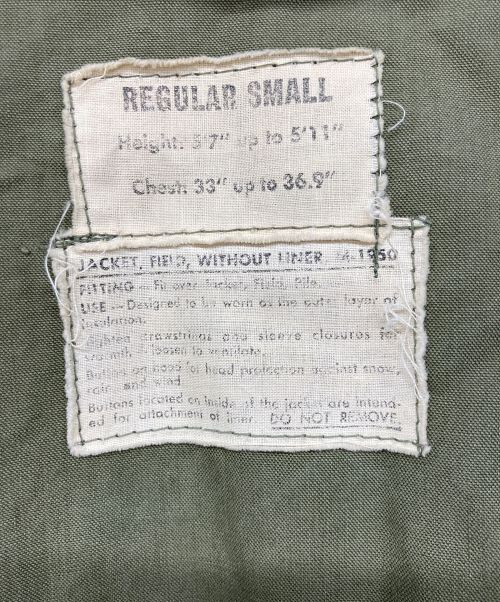 REGULAR SMALL
Height: 5'7" up to 5'11"
Chest: 33" up to 36.9"
JACKET, FIELD, WITHOUT LINER M-1950
FITTING — Fit over Jacket, Field, Pile.
USE — Designed to be worn as the outer layer of
insulation.
Tighten drawstrings and sleeve closures for
warmth - loosen to ventilate.
Button on hood for head protection against snow,
rain, and wind
Buttons located on inside of the jacket are intend-
ed for attachment of liner. DO NOT REMOVE